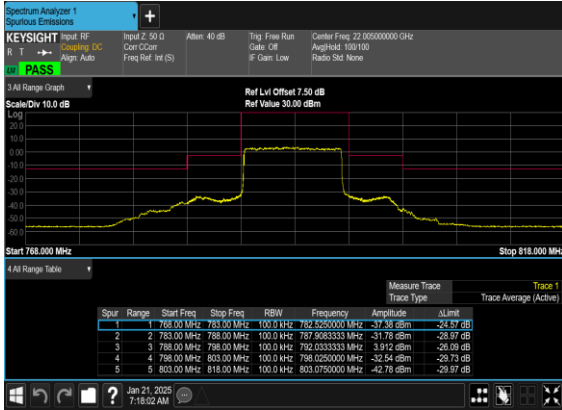 Spectrum Analyzer 1
Spurious Emissions
+
KEYSIGHT
R T
PASS
Input: RF
Coupling: DC
Align: Auto
Input Z: 50 Ω
Corr CCorr
Freq Ref: Int (S)
Atten: 40 dB
Trig: Free Run
Gate: Off
IF Gain: Low
Center Freq: 22.005000000 GHz
Avg|Hold: 100/100
Radio Std: None
3 All Range Graph
Scale/Div 10.0 dB
Ref Lvl Offset 7.50 dB
Ref Value 30.00 dBm
Log
20.0
10.0
0.00
-10.0
-20.0
-30.0
-40.0
-50.0
-60.0
Start 768.000 MHz
Stop 818.000 MHz
4 All Range Table
Measure Trace Trace 1
Trace Type Trace Average (Active)
Spur Range Start Freq Stop Freq RBW Frequency Amplitude ΔLimit
1 1 768.00 MHz 783.00 MHz 100.0 kHz 782.5250000 MHz -37.38 dBm -24.57 dB
2 2 783.00 MHz 788.00 MHz 100.0 kHz 787.9083333 MHz -31.78 dBm -28.97 dB
3 3 788.00 MHz 798.00 MHz 100.0 kHz 792.0333333 MHz 3.912 dBm -26.09 dB
4 4 798.00 MHz 803.00 MHz 100.0 kHz 798.0250000 MHz -32.54 dBm -29.73 dB
5 5 803.00 MHz 818.00 MHz 100.0 kHz 803.0750000 MHz -42.78 dBm -29.97 dB
?
Jan 21, 2025
7:18:02 AM